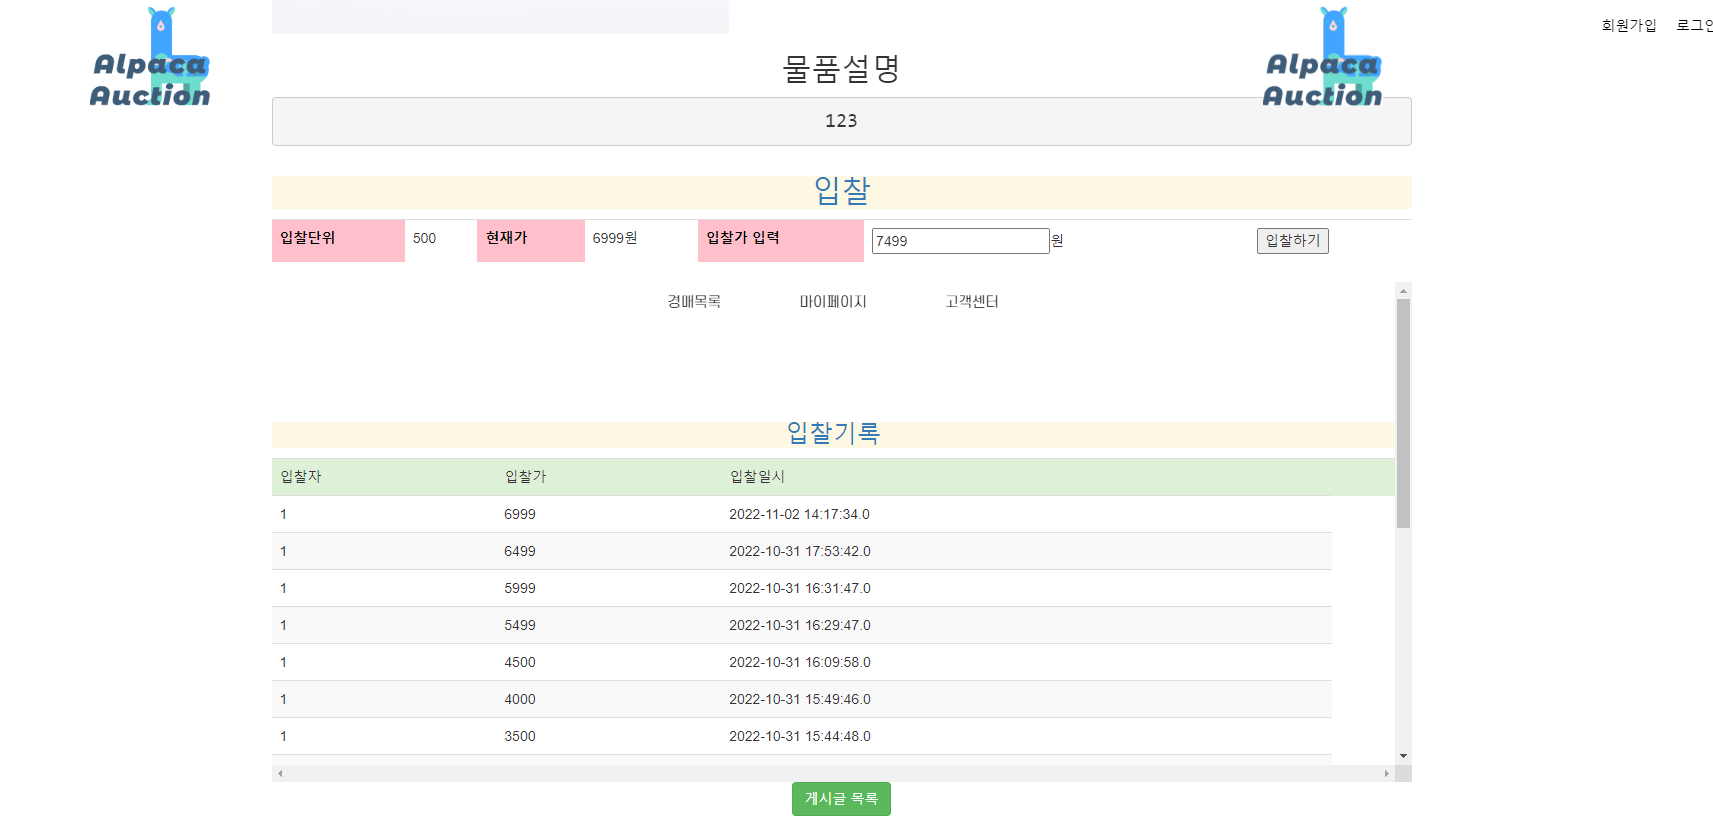 Alpaca
Auction
Alpaca
Auction
회원가입 로그인
물품설명
123
입찰
입찰단위 500 현재가 6999원 입찰가 입력 7499 원 입찰하기
경매목록 마이페이지 고객센터
입찰기록
입찰자 입찰가 입찰일시
1 6999 2022-11-02 14:17:34.0
1 6499 2022-10-31 17:53:42.0
1 5999 2022-10-31 16:31:47.0
1 5499 2022-10-31 16:29:47.0
1 4500 2022-10-31 16:09:58.0
1 4000 2022-10-31 15:49:46.0
1 3500 2022-10-31 15:44:48.0
게시글 목록